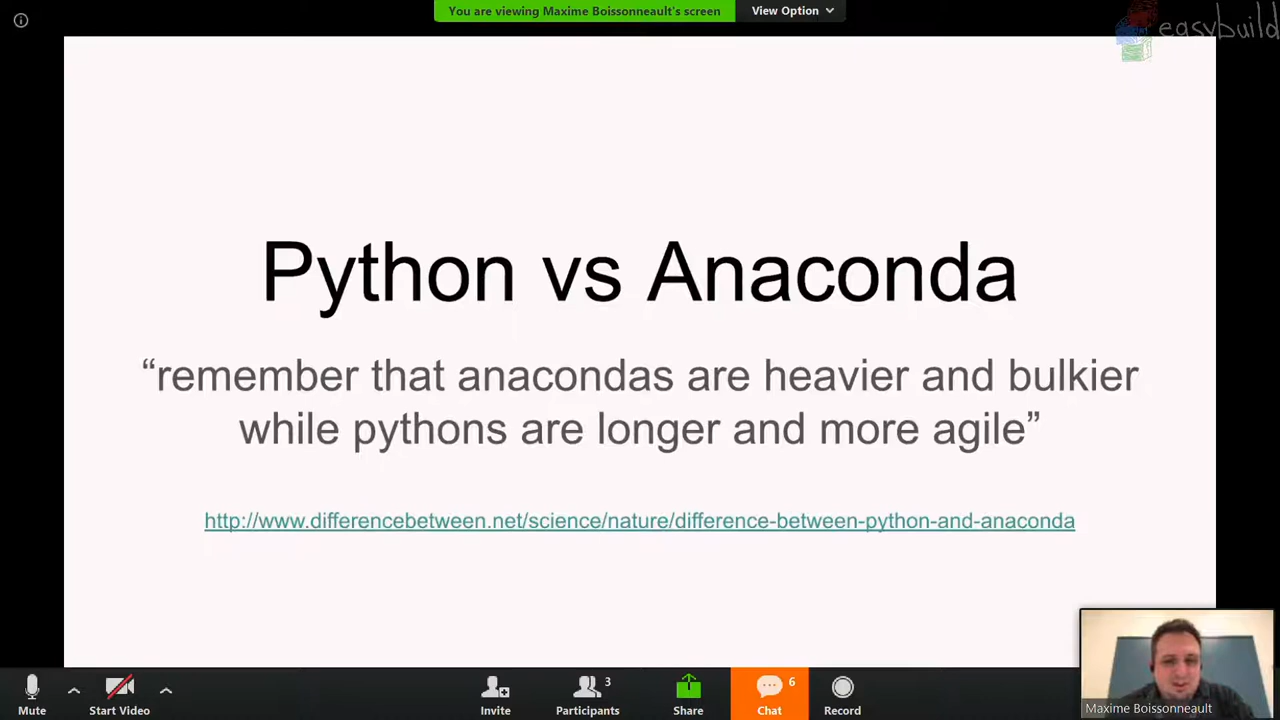 You are viewing Maxime Boissonneault's screen
View Option
easybuild
Python vs Anaconda
“remember that anacondas are heavier and bulkier
while pythons are longer and more agile”
http://www.differencebetween.net/science/nature/difference-between-python-and-anaconda
Maxime Boissonneault
3
6
Mute
Start Video
Invite
Participants
Share
Chat
Record